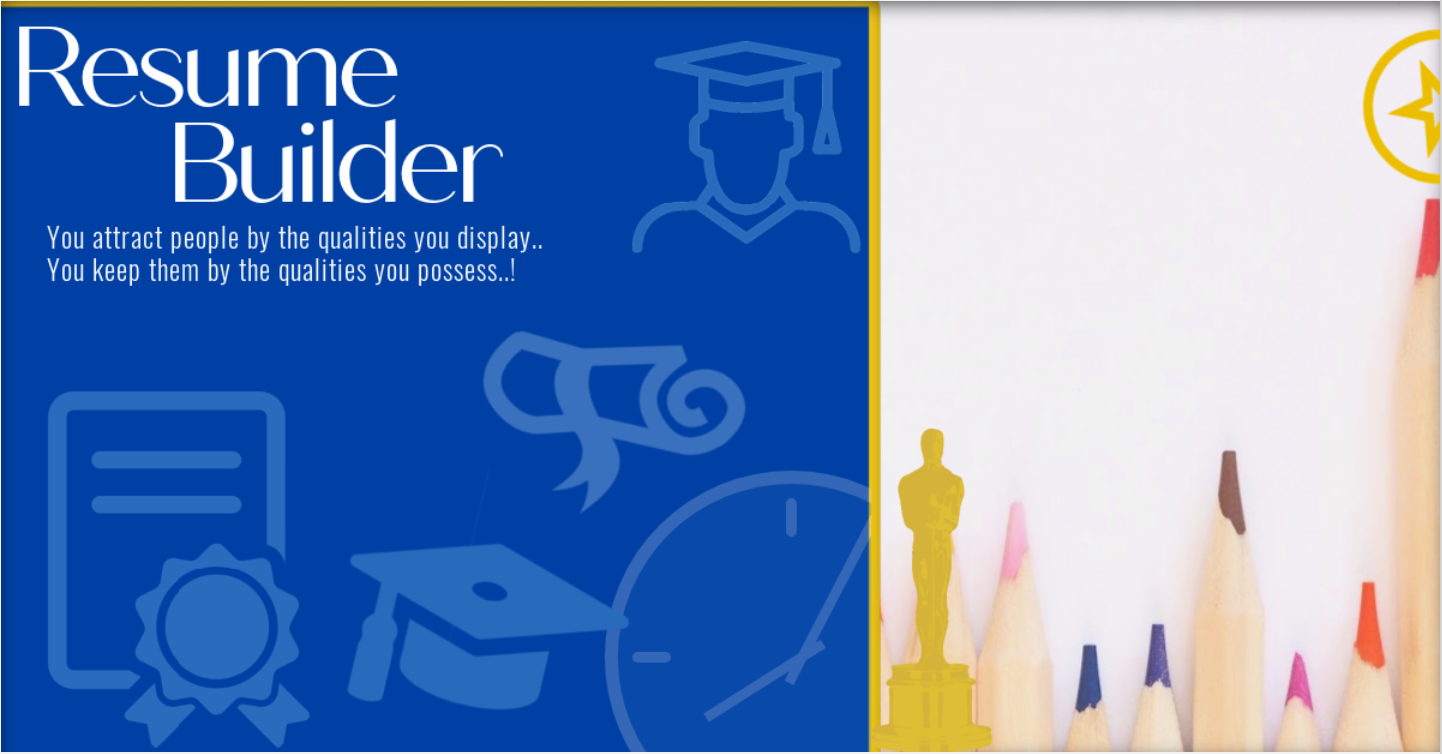 Resume
Builder
You attract people by the qualities you display..
You keep them by the qualities you possess..!